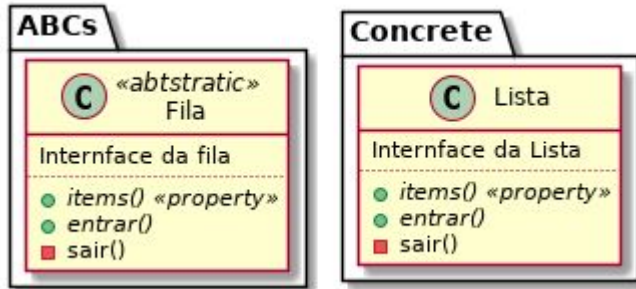 ABCs
C
«abtstratic»
Fila
Internface da fila
items() «property»
entrar()
sair()
Concrete
C
Lista
Internface da Lista
items() «property»
entrar()
sair()